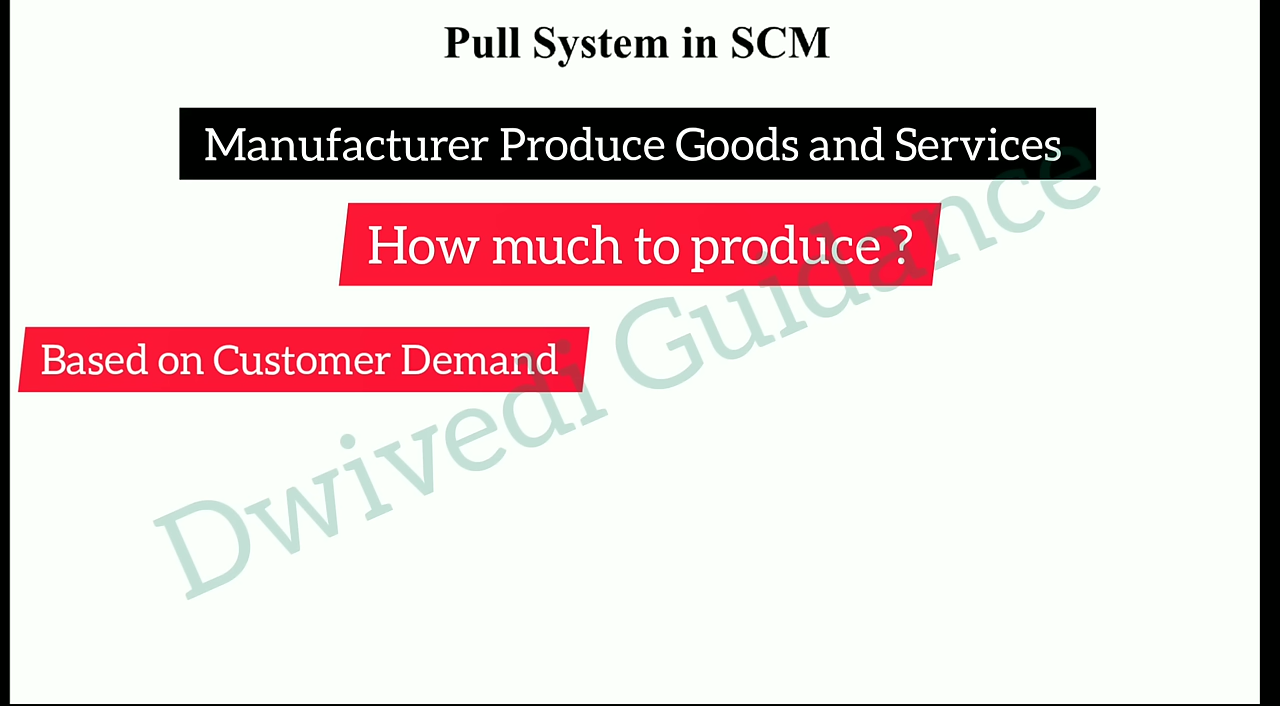 Pull System in SCM
Manufacturer Produce Goods and Services
How much to produce ?
Based on Customer Demand
Dwivedi Guidance